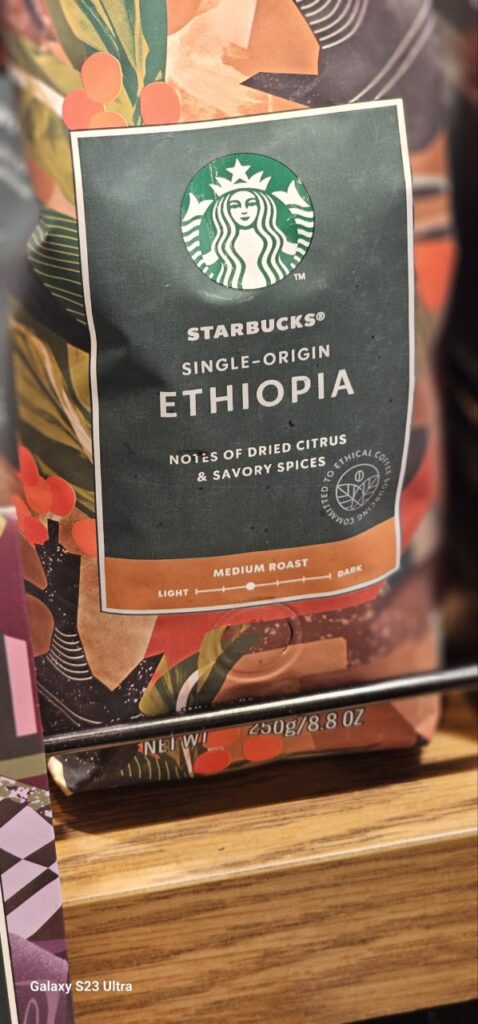 TM
STARBUCKS®
SINGLE-ORIGIN
ETHIOPIA
NOTES OF DRIED CITRUS
& SAVORY SPICES
COMMITTED TO ETHICAL COFFEE SOURCING
MEDIUM ROAST
LIGHT DARK
NET WT 250g/8.8 OZ
Galaxy S23 Ultra